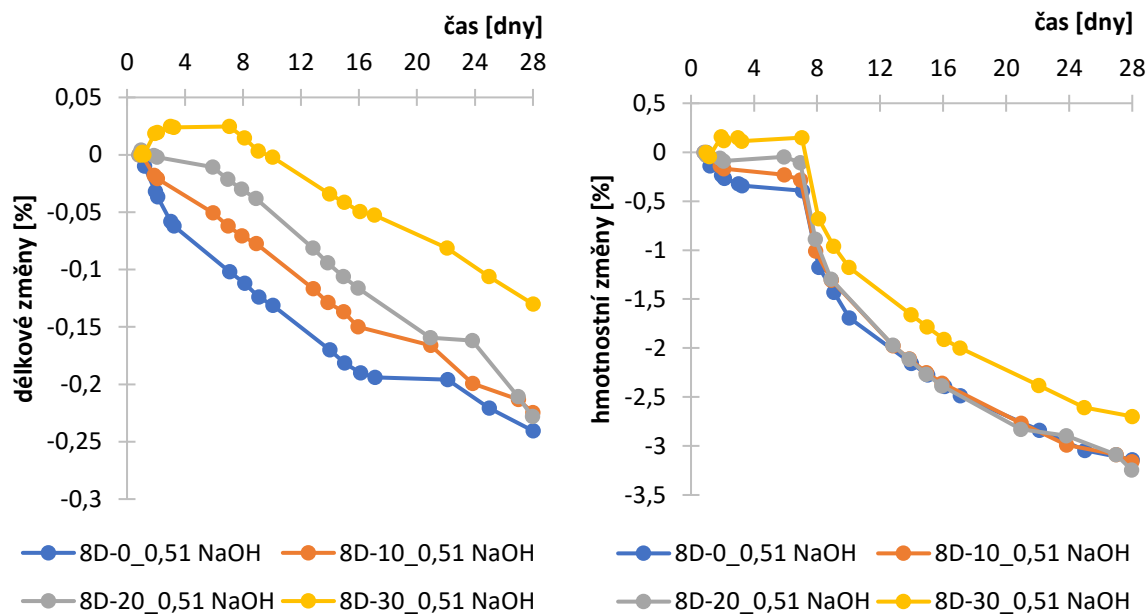 čas [dny]
0 4 8 12 16 20 24 28
0,05
0
-0,05
-0,1
-0,15
-0,2
-0,25
-0,3
délkové změny [%]
8D-0_0,51 NaOH 8D-10_0,51 NaOH
8D-20_0,51 NaOH 8D-30_0,51 NaOH
čas [dny]
0 4 8 12 16 20 24 28
0,5
0
-0,5
-1
-1,5
-2
-2,5
-3
-3,5
hmotnostní změny [%]
8D-0_0,51 NaOH 8D-10_0,51 NaOH
8D-20_0,51 NaOH 8D-30_0,51 NaOH